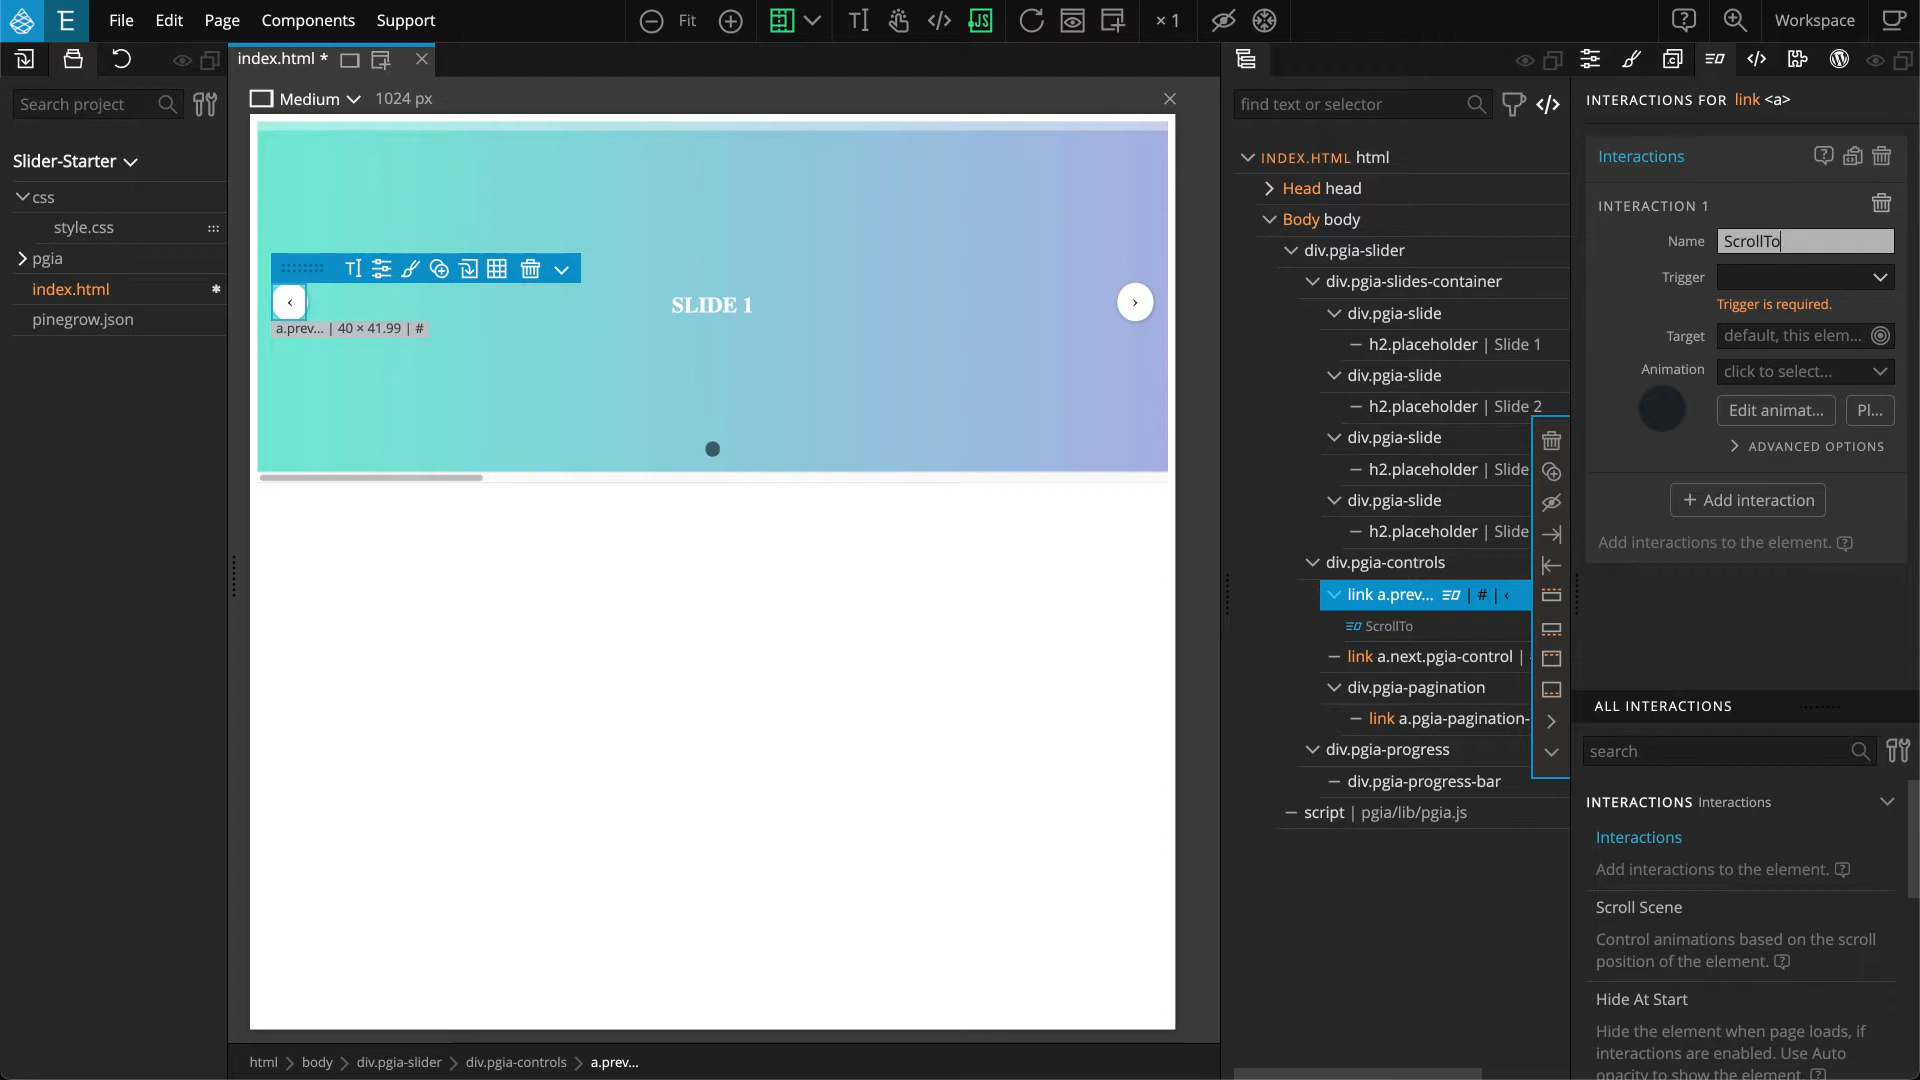 E File Edit Page Components Support Fit JS × 1 Workspace
index.html *
Search project
Medium 1024 px
Slider-Starter
css
style.css
pgia
index.html *
pinegrow.json
SLIDE 1
‹
›
a.prev... | 40 × 41.99 | #
html body div.pgia-slider div.pgia-controls a.prev...
find text or selector
INDEX.HTML html
Head head
Body body
div.pgia-slider
div.pgia-slides-container
div.pgia-slide
h2.placeholder | Slide 1
div.pgia-slide
h2.placeholder | Slide 2
div.pgia-slide
h2.placeholder | Slide
div.pgia-slide
h2.placeholder | Slide
div.pgia-controls
link a.prev... | # | ‹
ScrollTo
link a.next.pgia-control |
div.pgia-pagination
link a.pgia-pagination-
div.pgia-progress
div.pgia-progress-bar
script | pgia/lib/pgia.js
INTERACTIONS FOR link <a>
Interactions
INTERACTION 1
Name ScrollTo
Trigger
Trigger is required.
Target default, this elem...
Animation click to select...
Edit animat... Pl...
ADVANCED OPTIONS
+ Add interaction
Add interactions to the element.
ALL INTERACTIONS
search
INTERACTIONS Interactions
Interactions
Add interactions to the element.
Scroll Scene
Control animations based on the scroll
position of the element.
Hide At Start
Hide the element when page loads, if
interactions are enabled. Use Auto
opacity to show the element.